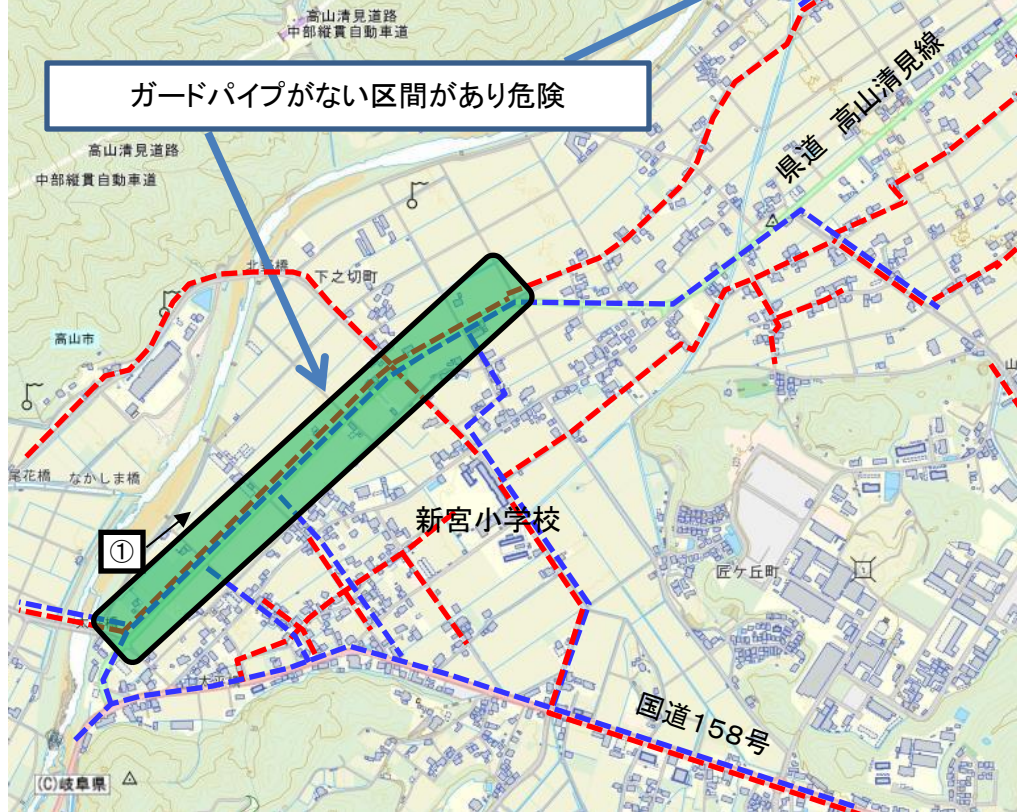 高山清見道路
中部縦貫自動車道
ガードパイプがない区間があり危険
県道 高山清見線
高山清見道路
中部縦貫自動車道
下之切町
高山市
尾花橋
なかしま橋
新宮小学校
①
匠ケ丘町
国道158号
(C)岐阜県